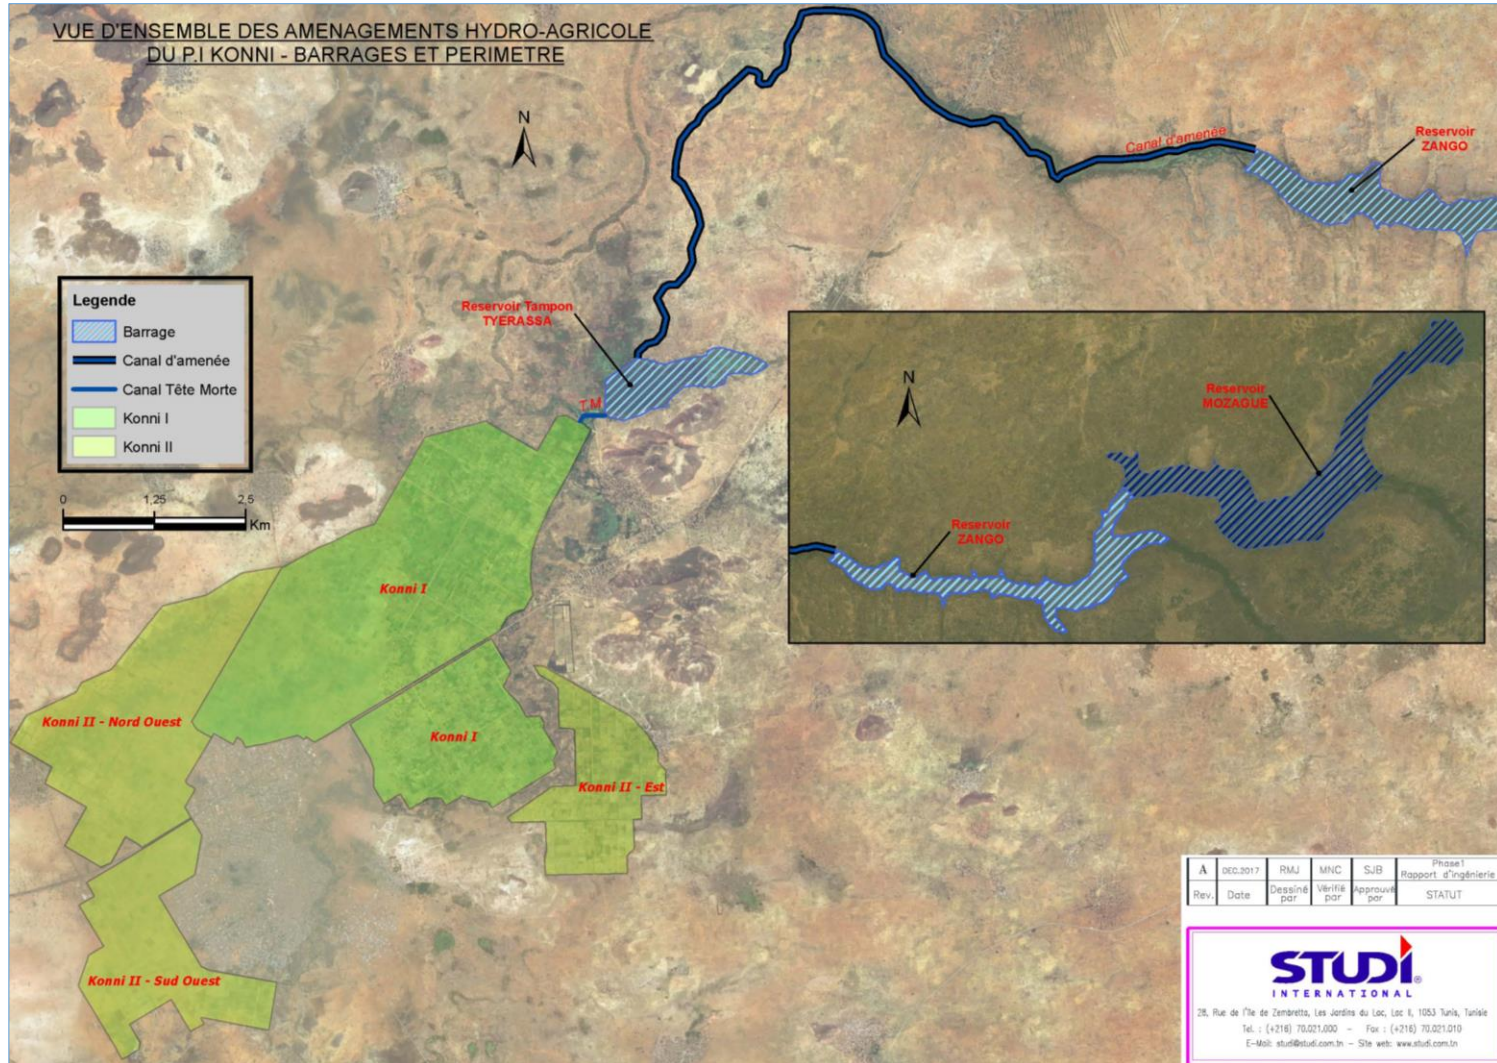 VUE D'ENSEMBLE DES AMENAGEMENTS HYDRO-AGRICOLE
DU P.I KONNI - BARRAGES ET PERIMETRE
N
Canal d'amenée
Reservoir
ZANGO
Legende
Barrage
Canal d'amenée
Canal Tête Morte
Konni I
Konni II
0 1,25 2,5
Km
Reservoir Tampon
TYERASSA
T.M
N
Reservoir
MOZAGUE
Reservoir
ZANGO
Konni I
Konni II - Nord Ouest
Konni I
Konni II - Est
Konni II - Sud Ouest
A DEC.2017 RMJ MNC SJB Phase1
Rapport d'ingénierie
Rev. Date Dessiné
par Vérifié
par Approuvé
par STATUT
STUDI®
INTERNATIONAL
28, Rue de l'île de Zembretta, Les Jardins du Lac, Lac II, 1053 Tunis, Tunisie
Tel. : (+216) 70.021.000 – Fax : (+216) 70.021.010
E-Mail: studi@studi.com.tn – Site web: www.studi.com.tn